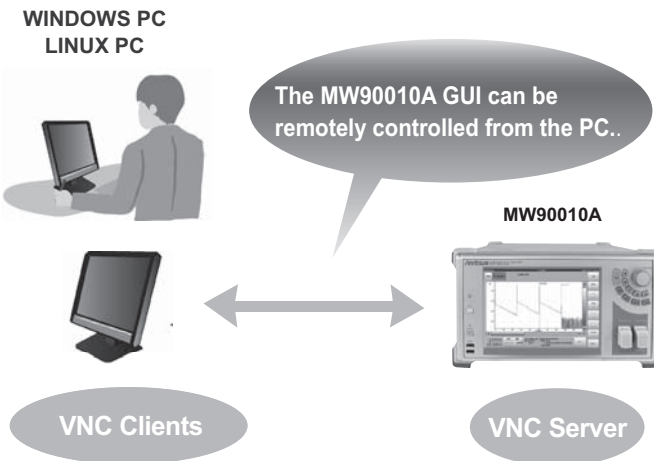 WINDOWS PC
LINUX PC
The MW90010A GUI can be
remotely controlled from the PC..
MW90010A
Anritsu
VNC Clients
VNC Server